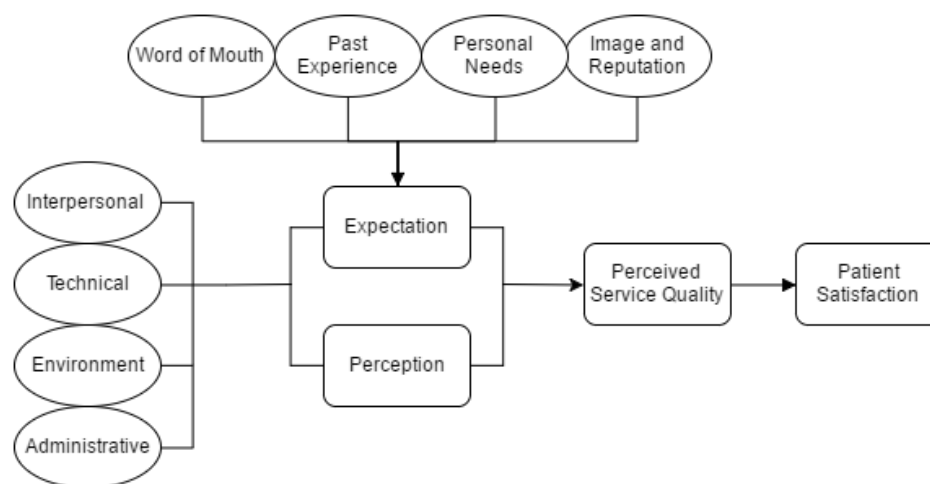 Word of Mouth
Past
Experience
Personal
Needs
Image and
Reputation
Interpersonal
Technical
Environment
Administrative
Expectation
Perception
Perceived
Service Quality
Patient
Satisfaction